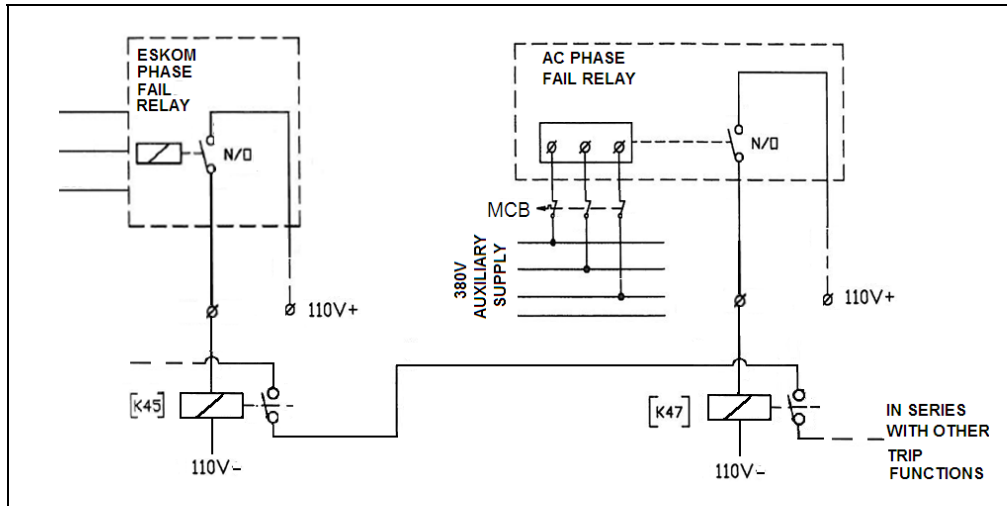 ESKOM
PHASE
FAIL
RELAY
N/O
110V+
[K45]
110V-
AC PHASE
FAIL RELAY
N/O
MCB
380V
AUXILIARY
SUPPLY
110V+
[K47]
110V-
IN SERIES
WITH OTHER
TRIP
FUNCTIONS